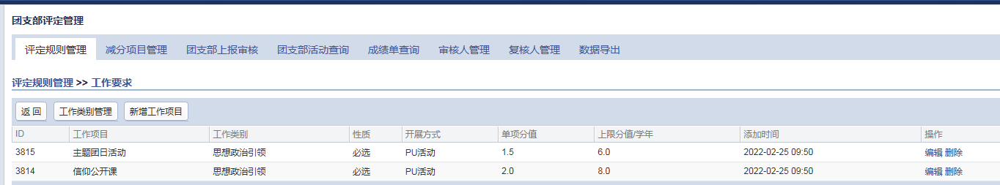 团支部评定管理
评定规则管理 减分项目管理 团支部上报审核 团支部活动查询 成绩单查询 审核人管理 复核人管理 数据导出
评定规则管理 >> 工作要求
返 回 工作类别管理 新增工作项目
ID 工作项目 工作类别 性质 开展方式 单项分值 上限分值/学年 添加时间 操作
3815 主题团日活动 思想政治引领 必选 PU活动 1.5 6.0 2022-02-25 09:50 编辑 删除
3814 信仰公开课 思想政治引领 必选 PU活动 2.0 8.0 2022-02-25 09:50 编辑 删除